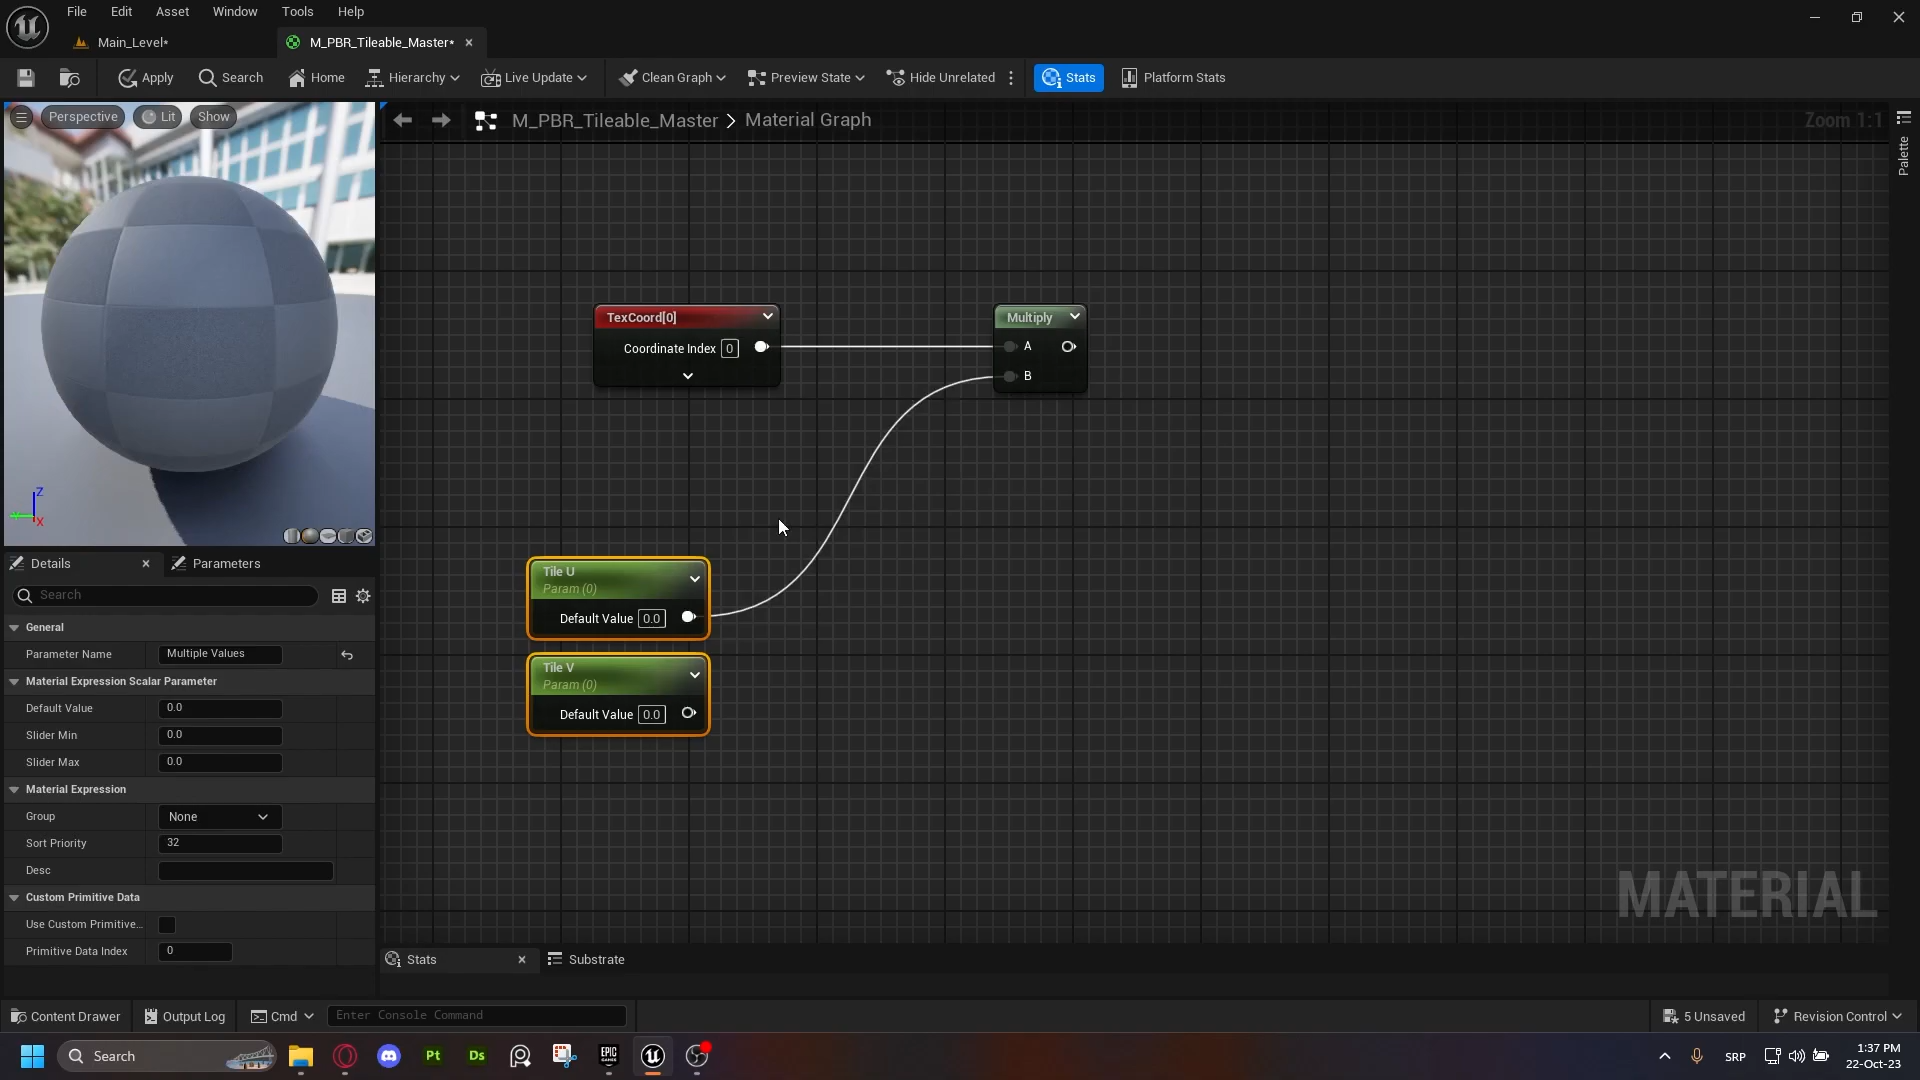 File Edit Asset Window Tools Help
Main_Level*
M_PBR_Tileable_Master*
Apply Search Home Hierarchy Live Update Clean Graph Preview State Hide Unrelated Stats Platform Stats
Perspective Lit Show
M_PBR_Tileable_Master > Material Graph
Zoom 1:1
Palette
TexCoord[0]
Coordinate Index 0
Multiply
A
B
Tile U
Param (0)
Default Value 0.0
Tile V
Param (0)
Default Value 0.0
MATERIAL
Z
X
Details
Parameters
Search
General
Parameter Name Multiple Values
Material Expression Scalar Parameter
Default Value 0.0
Slider Min 0.0
Slider Max 0.0
Material Expression
Group None
Sort Priority 32
Desc
Custom Primitive Data
Use Custom Primitive...
Primitive Data Index 0
Stats
Substrate
Content Drawer Output Log Cmd Enter Console Command
5 Unsaved Revision Control
Search
Pt
Ds
EPIC
GAMES
SRP
1:37 PM
22-Oct-23